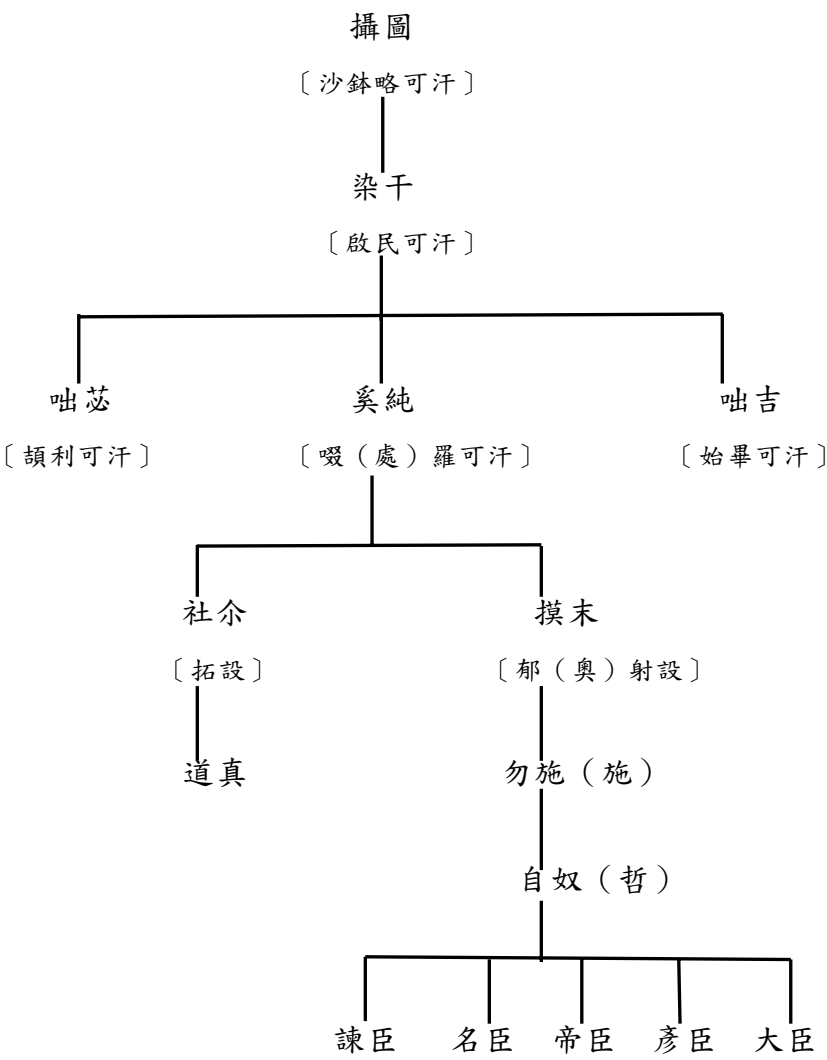 攝圖
〔沙鉢略可汗〕
染干
〔啟民可汗〕
咄苾 奚純 咄吉
〔頡利可汗〕 〔啜（處）羅可汗〕 〔始畢可汗〕
社尒 摸末
〔拓設〕 〔郁（奧）射設〕
道真 勿施（施）
自奴（哲）
諫臣 名臣 帝臣 彥臣 大臣